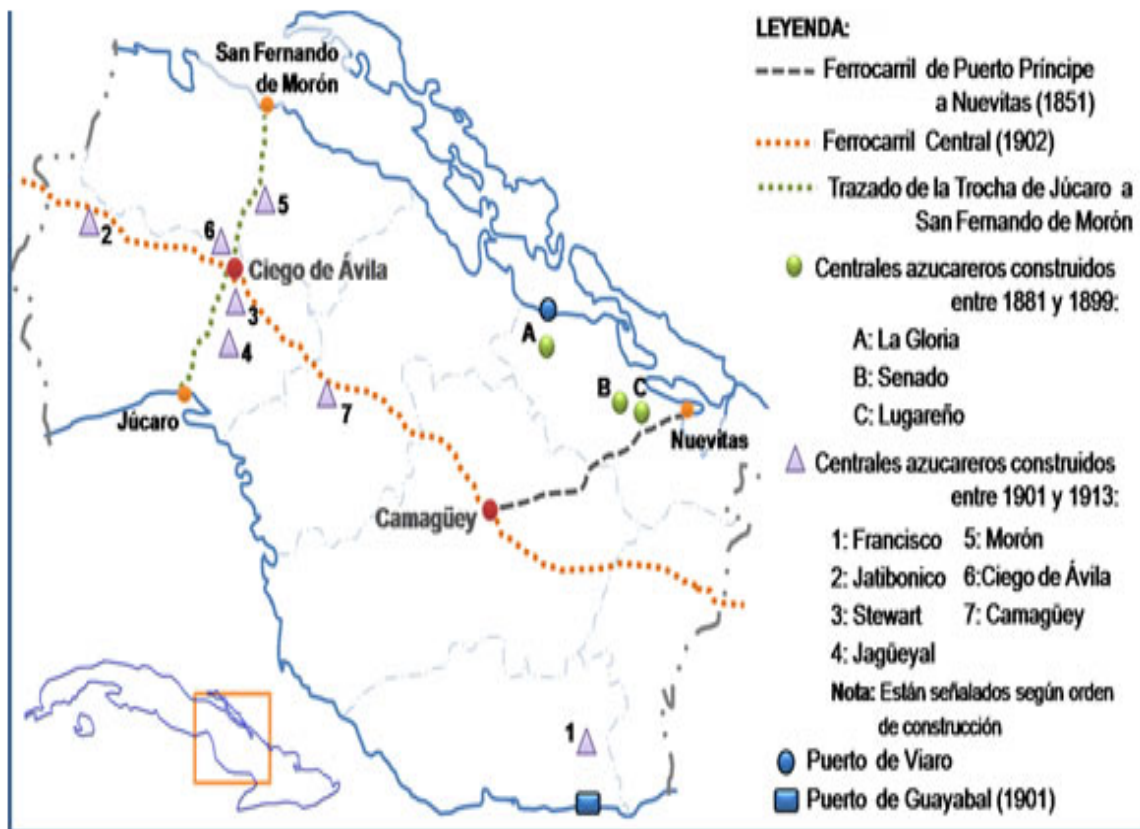 San Fernando
de Morón
5
2
6
Ciego de Ávila
3
4
A
B
C
Júcaro
7
Nuevitas
Camagüey
1
LEYENDA:
Ferrocarril de Puerto Príncipe
a Nuevitas (1851)
Ferrocarril Central (1902)
Trazado de la Trocha de Júcaro a
San Fernando de Morón
Centrales azucareros construidos
entre 1881 y 1899:
A: La Gloria
B: Senado
C: Lugareño
Centrales azucareros construidos
entre 1901 y 1913:
1: Francisco 5: Morón
2: Jatibonico 6:Ciego de Ávila
3: Stewart 7: Camagüey
4: Jagüeyal
Nota: Están señalados según orden
de construcción
Puerto de Viaro
Puerto de Guayabal (1901)